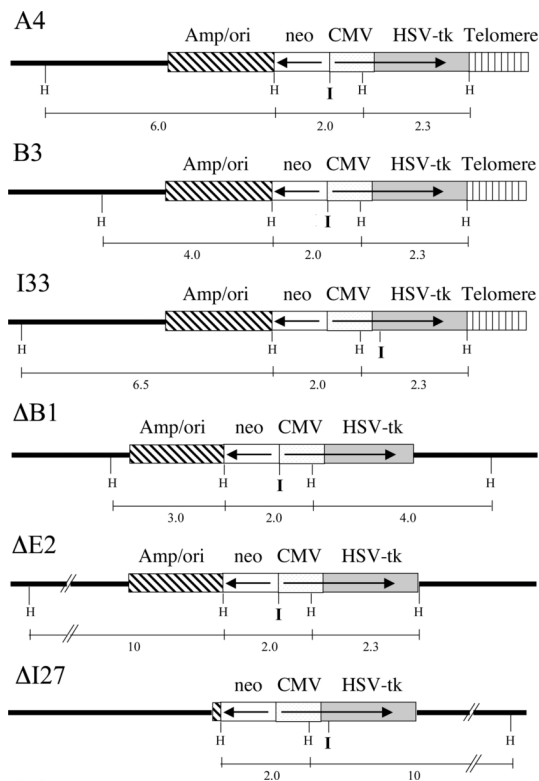 A4
Amp/ori neo CMV HSV-tk Telomere
H H I H H
6.0 2.0 2.3
B3
Amp/ori neo CMV HSV-tk Telomere
H H I H H
4.0 2.0 2.3
I33
Amp/ori neo CMV HSV-tk Telomere
H H H I H
6.5 2.0 2.3
ΔB1
Amp/ori neo CMV HSV-tk
H H I H H
3.0 2.0 4.0
ΔE2
Amp/ori neo CMV HSV-tk
H H I H H
10 2.0 2.3
ΔI27
neo CMV HSV-tk
H H I H
2.0 10